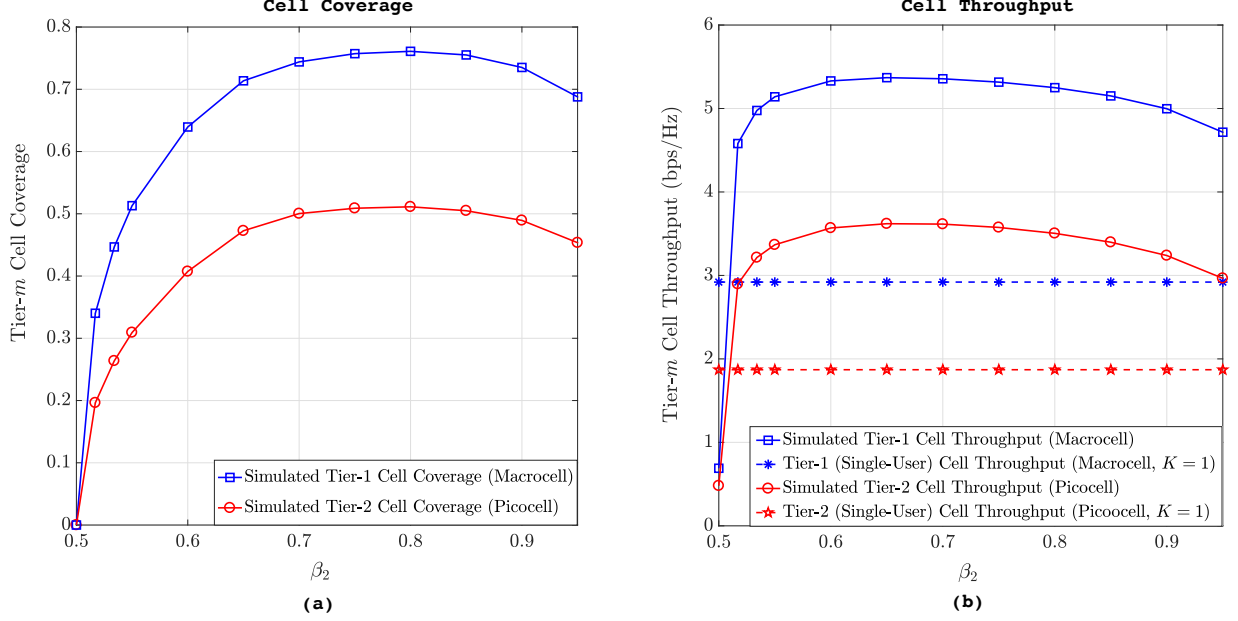 Cell Coverage
0.8
0.7
0.6
0.5
0.4
0.3
0.2
0.1
0
Tier-m Cell Coverage
Simulated Tier-1 Cell Coverage (Macrocell)
Simulated Tier-2 Cell Coverage (Picocell)
0.5 0.6 0.7 0.8 0.9
β₂
(a)
Cell Throughput
6
5
4
3
2
1
0
Tier-m Cell Throughput (bps/Hz)
Simulated Tier-1 Cell Throughput (Macrocell)
Tier-1 (Single-User) Cell Throughput (Macrocell, K = 1)
Simulated Tier-2 Cell Throughput (Picocell)
Tier-2 (Single-User) Cell Throughput (Picoocell, K = 1)
0.5 0.6 0.7 0.8 0.9
β₂
(b)